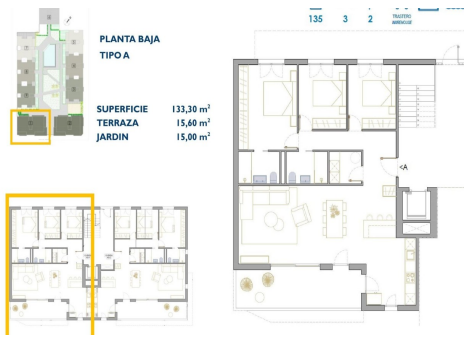 PLANTA BAJA
TIPO A
SUPERFICIE 133,30 m²
TERRAZA 15,60 m²
JARDIN 15,00 m²
135 3 2 TRASTERO
<A